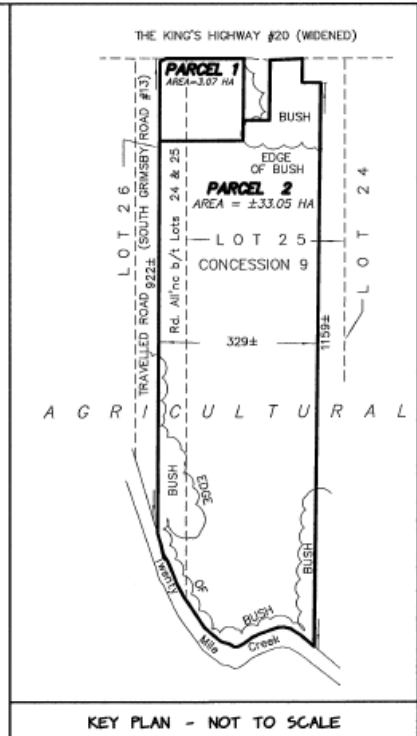 THE KING'S HIGHWAY #20 (WIDENED)
PARCEL 1
AREA=3.07 HA
BUSH
EDGE
OF BUSH
PARCEL 2
AREA = ±33.05 HA
LOT 26
TRAVELLED ROAD (SOUTH GRIMSBY ROAD #13)
922±
Rd. All'nc b/t Lots 24 & 25
LOT 25
CONCESSION 9
LOT 24
329±
1159±
AGRICULTURAL
BUSH
EDGE
OF
BUSH
BUSH
Twenty
Mile
Creek
KEY PLAN - NOT TO SCALE